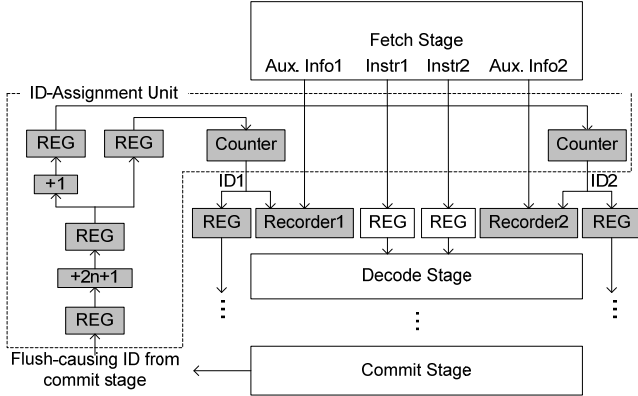 Fetch Stage
Aux. Info1 Instr1 Instr2 Aux. Info2
ID-Assignment Unit
REG REG Counter Counter
+1
ID1 ID2
REG Recorder1 REG REG Recorder2 REG
REG
+2n+1
Decode Stage
REG
Flush-causing ID from
commit stage
Commit Stage